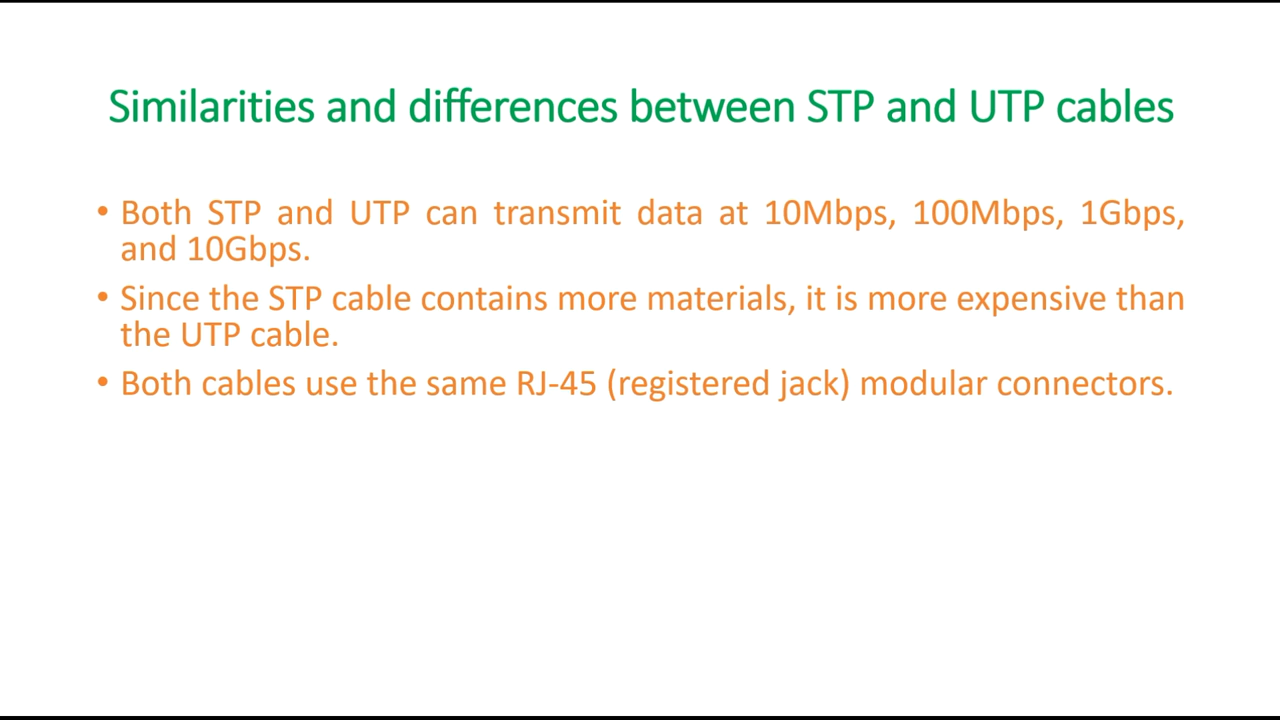 Similarities and differences between STP and UTP cables
• Both STP and UTP can transmit data at 10Mbps, 100Mbps, 1Gbps,
and 10Gbps.
• Since the STP cable contains more materials, it is more expensive than
the UTP cable.
• Both cables use the same RJ-45 (registered jack) modular connectors.